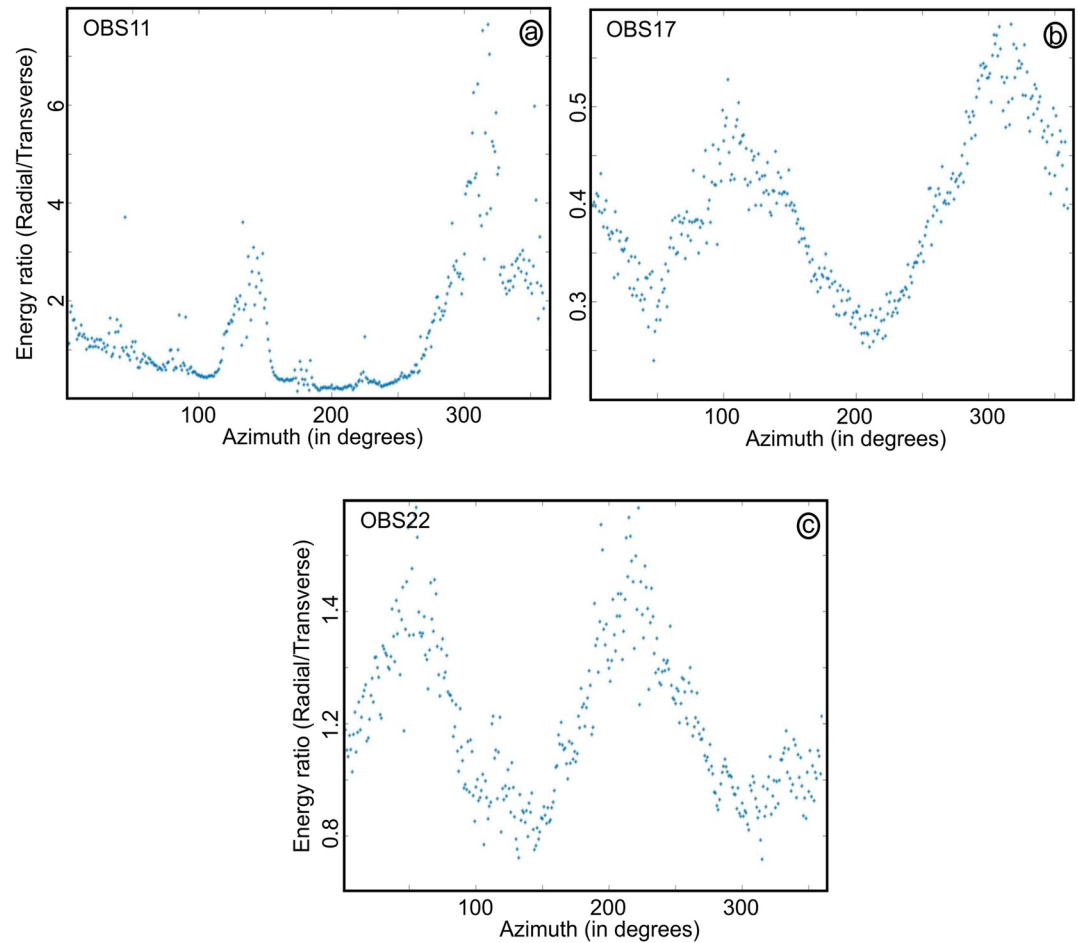 OBS11
a
Energy ratio (Radial/Transverse)
6
4
2
100 200 300
Azimuth (in degrees)
OBS17
b
0.5
0.4
0.3
100 200 300
Azimuth (in degrees)
OBS22
c
Energy ratio (Radial/Transverse)
1.4
1.2
0.8
100 200 300
Azimuth (in degrees)